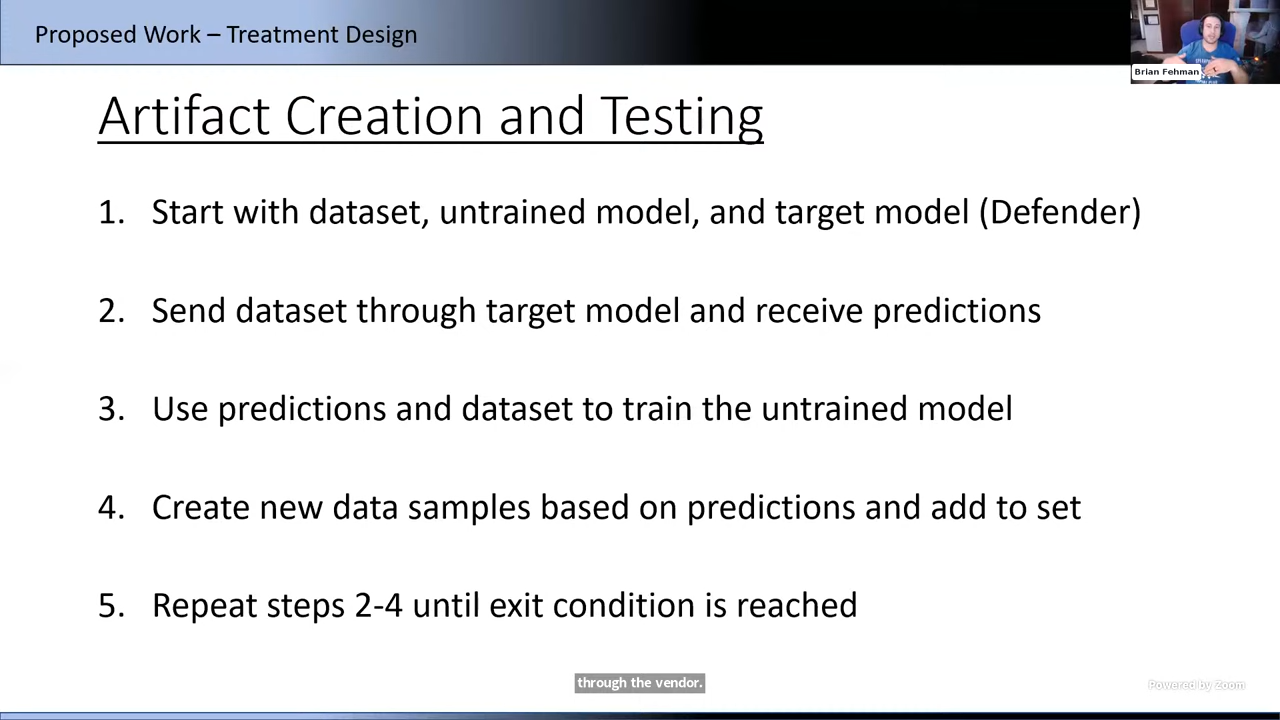 Proposed Work – Treatment Design
Brian Fehman
Artifact Creation and Testing
1. Start with dataset, untrained model, and target model (Defender)
2. Send dataset through target model and receive predictions
3. Use predictions and dataset to train the untrained model
4. Create new data samples based on predictions and add to set
5. Repeat steps 2-4 until exit condition is reached
through the vendor.
Powered by Zoom